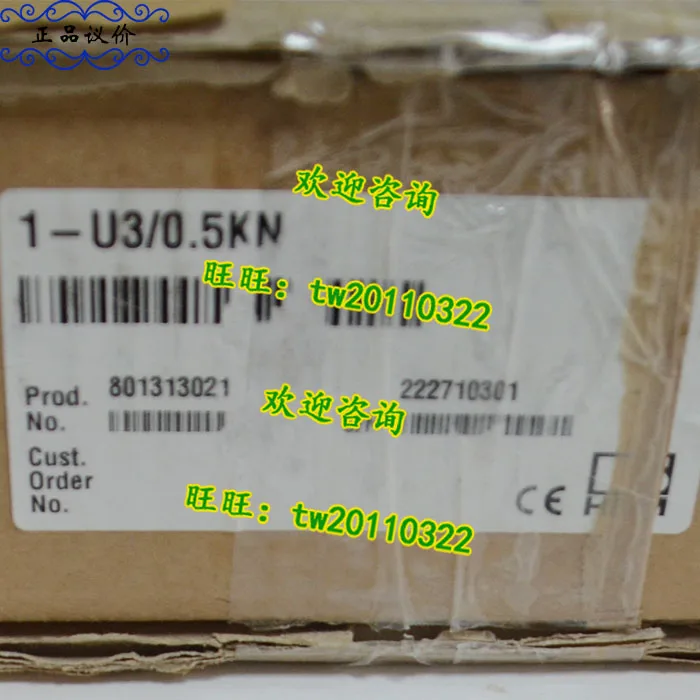 正品议价
欢迎咨询
1-U3/0.5KN
旺旺：tw20110322
Prod. No.
801313021
222710301
欢迎咨询
Cust. Order No.
旺旺：tw20110322
CE
HBM